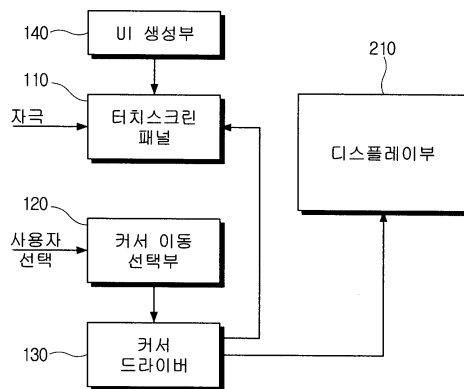 140
UI 생성부
110
자극
터치스크린
패널
210
디스플레이부
120
사용자
선택
커서 이동
선택부
130
커서
드라이버